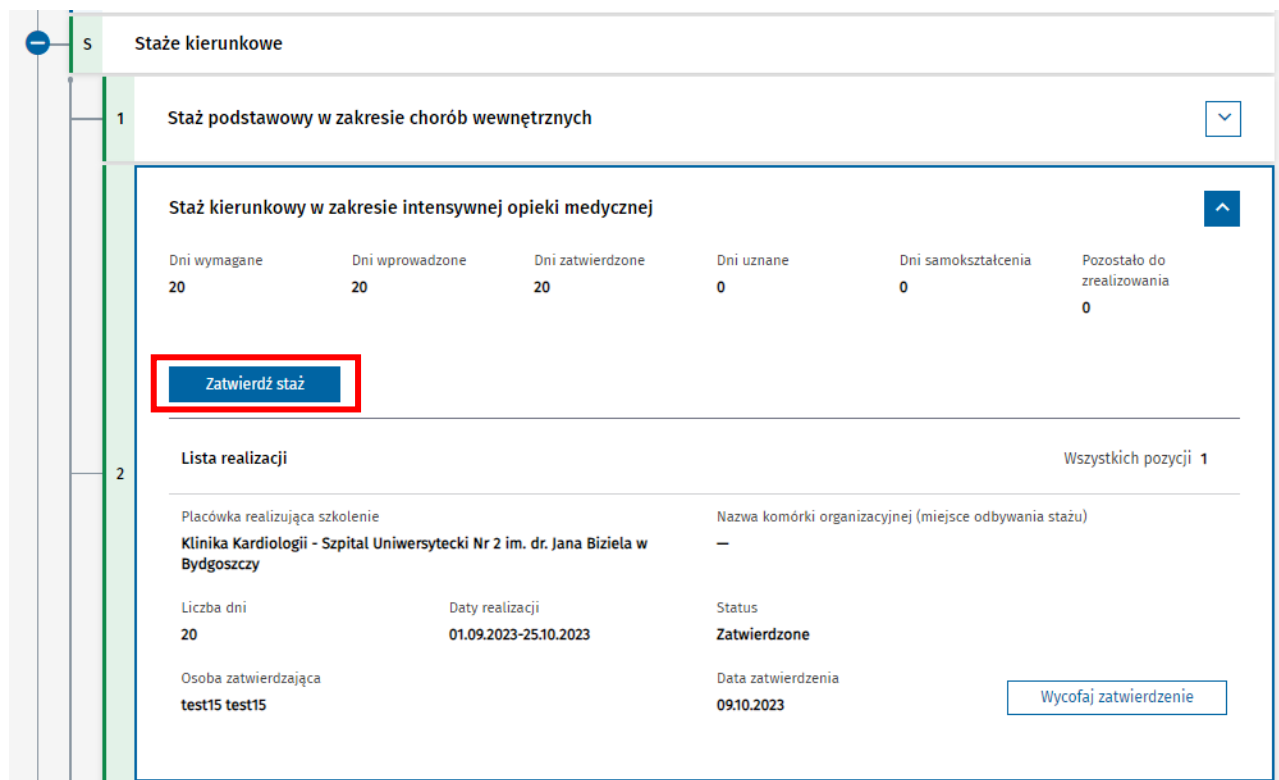 S Staże kierunkowe
1 Staż podstawowy w zakresie chorób wewnętrznych
Staż kierunkowy w zakresie intensywnej opieki medycznej
Dni wymagane Dni wprowadzone Dni zatwierdzone Dni uznane Dni samokształcenia Pozostało do
zrealizowania
20 20 20 0 0
0
Zatwierdź staż
2
Lista realizacji Wszystkich pozycji 1
Placówka realizująca szkolenie Nazwa komórki organizacyjnej (miejsce odbywania stażu)
Klinika Kardiologii - Szpital Uniwersytecki Nr 2 im. dr. Jana Biziela w —
Bydgoszczy
Liczba dni Daty realizacji Status
20 01.09.2023-25.10.2023 Zatwierdzone
Osoba zatwierdzająca Data zatwierdzenia
test15 test15 09.10.2023
Wycofaj zatwierdzenie